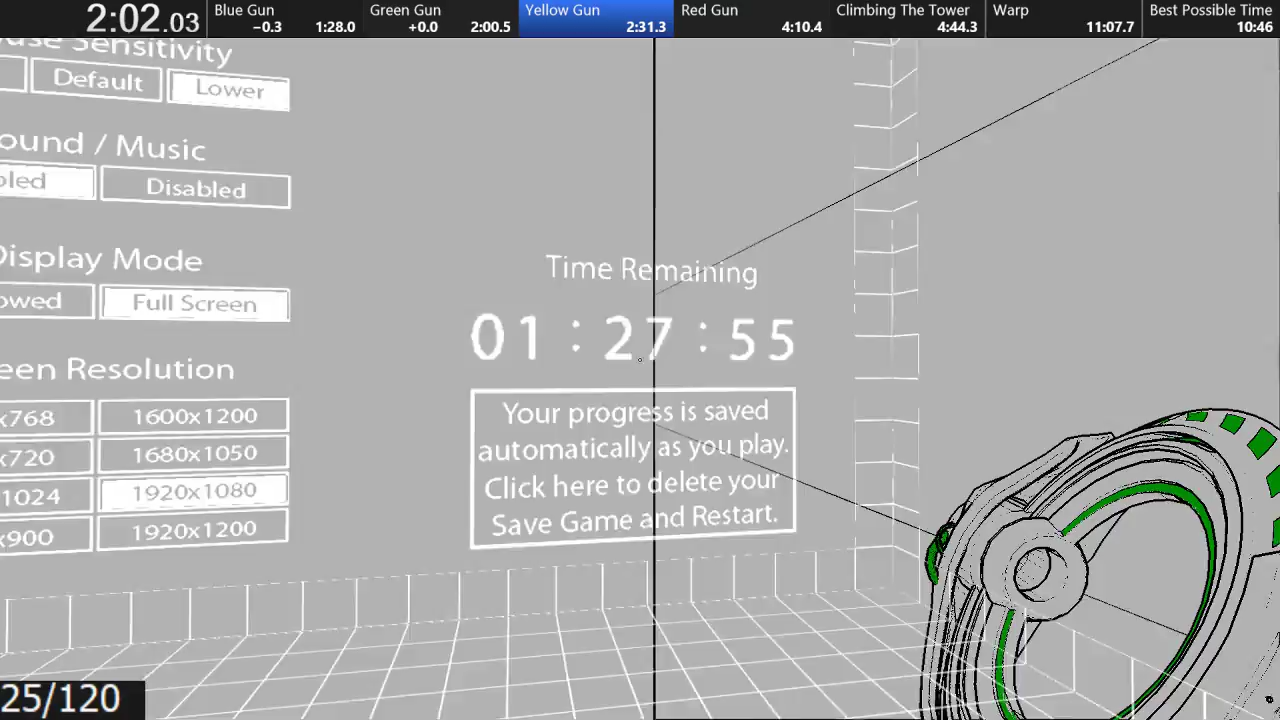 2:02.03
Blue Gun
−0.3 1:28.0
Green Gun
+0.0 2:00.5
Yellow Gun
2:31.3
Red Gun
4:10.4
Climbing The Tower
4:44.3
Warp
11:07.7
Best Possible Time
10:46
use Sensitivity
Default Lower
ound / Music
bled Disabled
Display Mode
owed Full Screen
een Resolution
x768 1600x1200
x720 1680x1050
1024 1920x1080
x900 1920x1200
Time Remaining
01 : 27 : 55
Your progress is saved
automatically as you play.
Click here to delete your
Save Game and Restart.
25/120